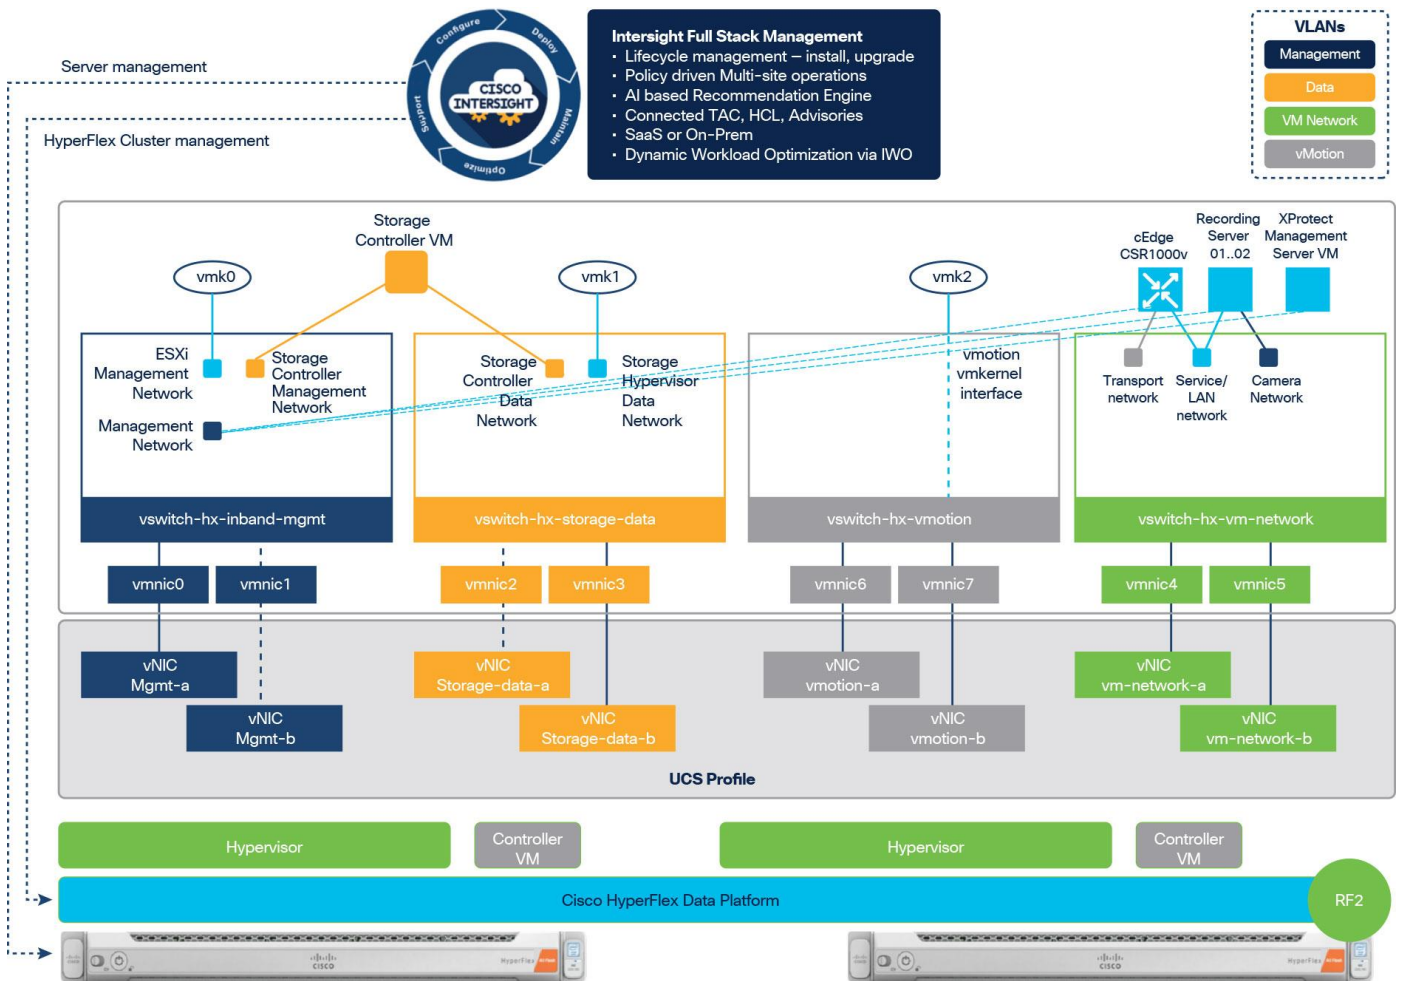 Configure
Deploy
Maintain
Optimize
Support
CISCO
INTERSIGHT
Intersight Full Stack Management
• Lifecycle management – install, upgrade
• Policy driven Multi-site operations
• AI based Recommendation Engine
• Connected TAC, HCL, Advisories
• SaaS or On-Prem
• Dynamic Workload Optimization via IWO
VLANs
Management
Data
VM Network
vMotion
Server management
HyperFlex Cluster management
Storage
Controller VM
cEdge
CSR1000v
Recording
Server
01..02
XProtect
Management
Server VM
vmk0
vmk1
vmk2
ESXi
Management
Network
Storage
Controller
Management
Network
Management
Network
Storage
Controller
Data
Network
Storage
Hypervisor
Data
Network
vmotion
vmkernel
interface
Transport
network
Service/
LAN
network
Camera
Network
vswitch-hx-inband-mgmt
vswitch-hx-storage-data
vswitch-hx-vmotion
vswitch-hx-vm-network
vmnic0
vmnic1
vmnic2
vmnic3
vmnic6
vmnic7
vmnic4
vmnic5
vNIC
Mgmt-a
vNIC
Mgmt-b
vNIC
Storage-data-a
vNIC
Storage-data-b
vNIC
vmotion-a
vNIC
vmotion-b
vNIC
vm-network-a
vNIC
vm-network-b
UCS Profile
Hypervisor
Controller
VM
Hypervisor
Controller
VM
Cisco HyperFlex Data Platform
RF2
CISCO
HyperFlex
CISCO
HyperFlex